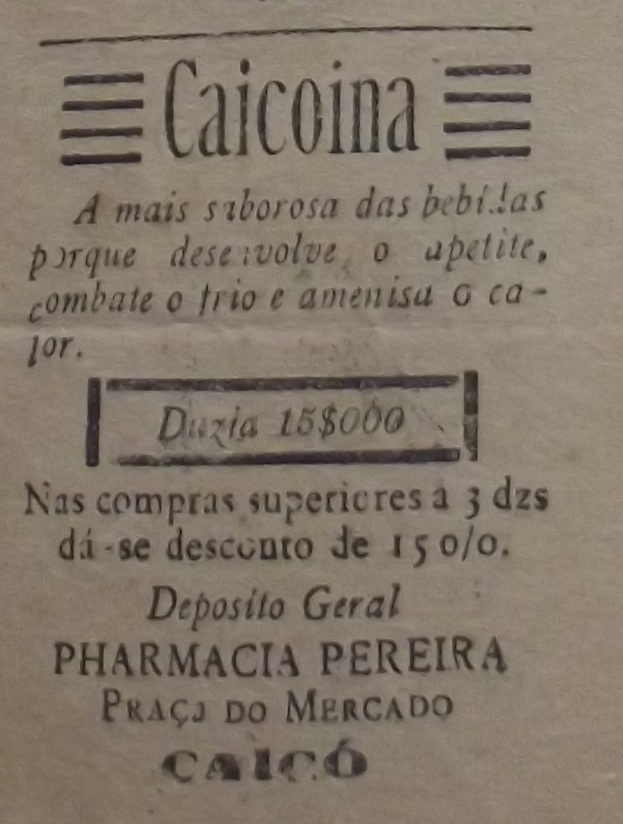 Caicoina
A mais saborosa das bebidas
porque desenvolve o apetite,
combate o frio e amenisa o ca-
lor.
Duzia 15$000
Nas compras superiores a 3 dzs
dá-se desconto de 15 o/o.
Deposito Geral
PHARMACIA PEREIRA
PRAÇA DO MERCADO
CAICÓ